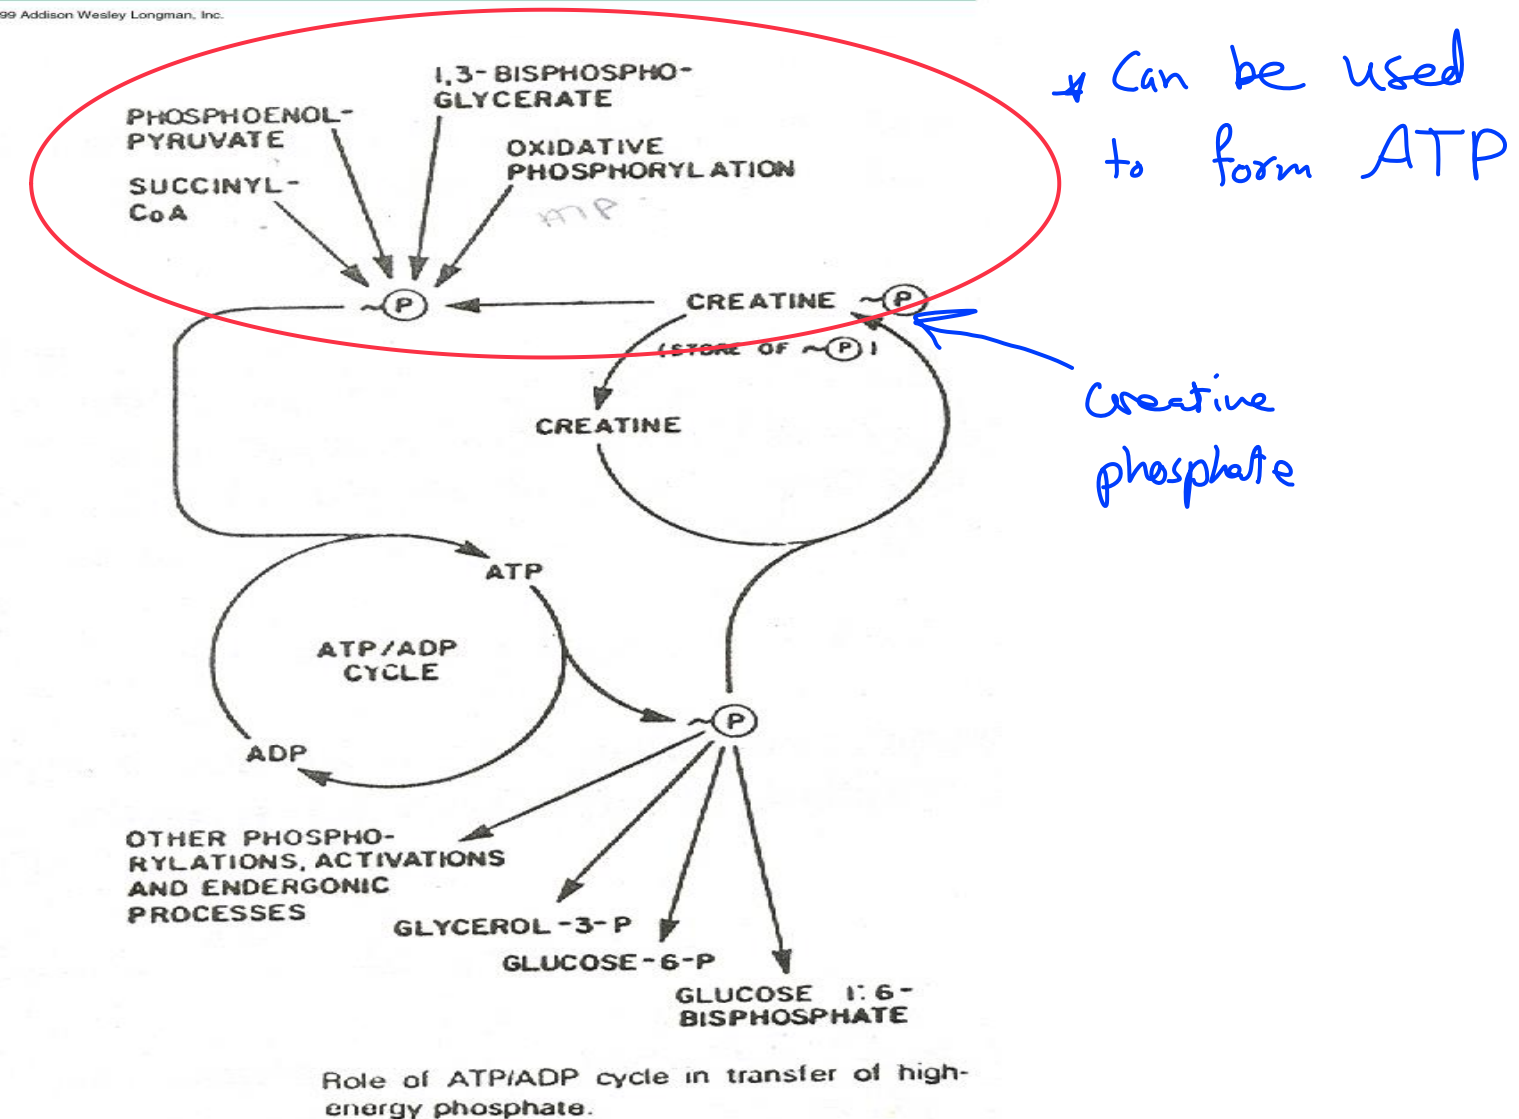 99 Addison Wesley Longman, Inc.
* Can be used
to form ATP
1,3-BISPHOSPHO-
GLYCERATE
PHOSPHOENOL-
PYRUVATE
OXIDATIVE
PHOSPHORYLATION
SUCCINYL-
CoA
ATP
~P
CREATINE ~P
(STORE OF ~P)
creatine
phosphate
CREATINE
ATP
ATP/ADP
CYCLE
~P
ADP
OTHER PHOSPHO-
RYLATIONS, ACTIVATIONS
AND ENDERGONIC
PROCESSES
GLYCEROL-3-P
GLUCOSE-6-P
GLUCOSE 1:6-
BISPHOSPHATE
Role of ATP/ADP cycle in transfer of high-
energy phosphate.